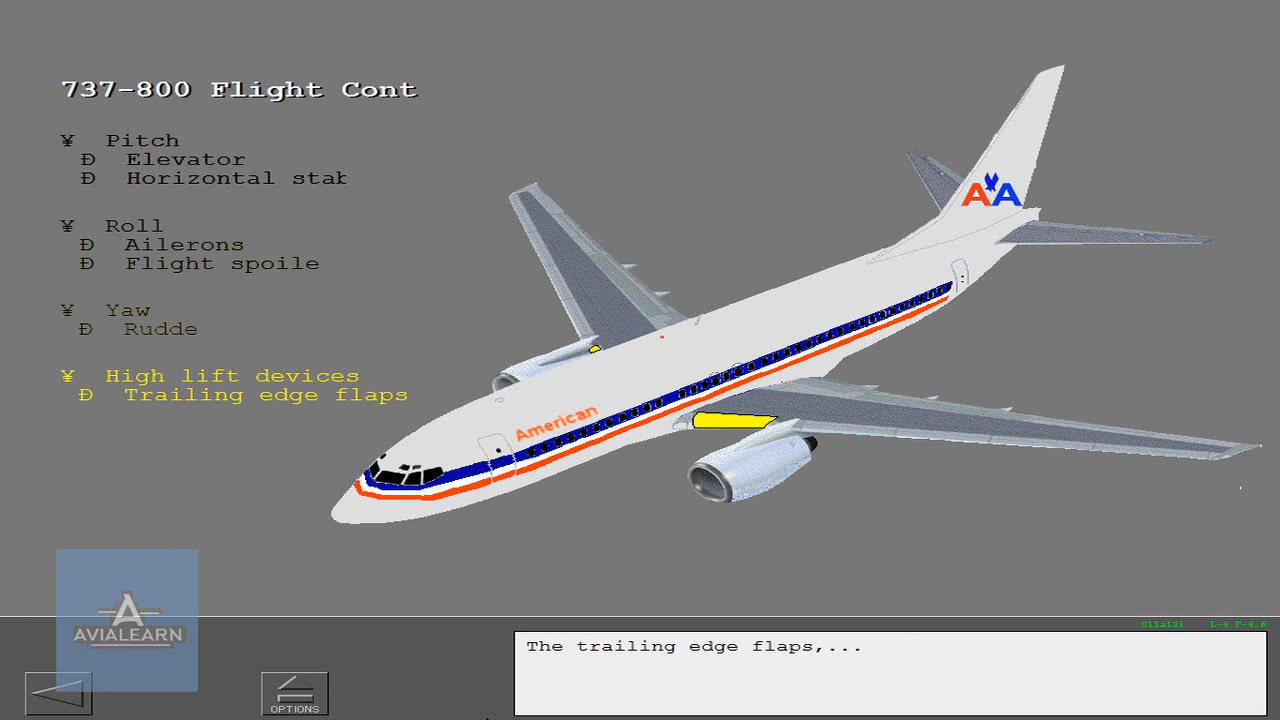 737-800 Flight Cont
¥ Pitch
Ð Elevator
Ð Horizontal stak
¥ Roll
Ð Ailerons
Ð Flight spoile
¥ Yaw
Ð Rudde
¥ High lift devices
Ð Trailing edge flaps
AA
American
AVIALEARN
OPTIONS
The trailing edge flaps,...